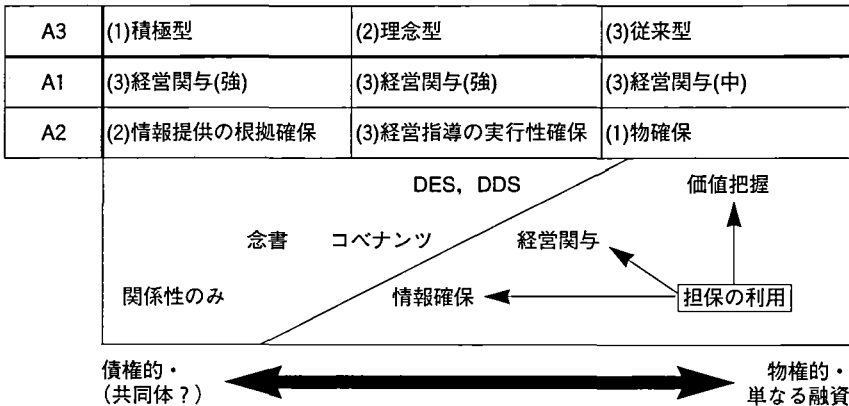 A3 (1)積極型 (2)理念型 (3)従来型
A1 (3)経営関与(強) (3)経営関与(強) (3)経営関与(中)
A2 (2)情報提供の根拠確保 (3)経営指導の実行性確保 (1)物確保
DES，DDS 価値把握
念書 コベナンツ 経営関与
関係性のみ 情報確保 担保の利用
債権的・ 物権的・
（共同体？） 単なる融資